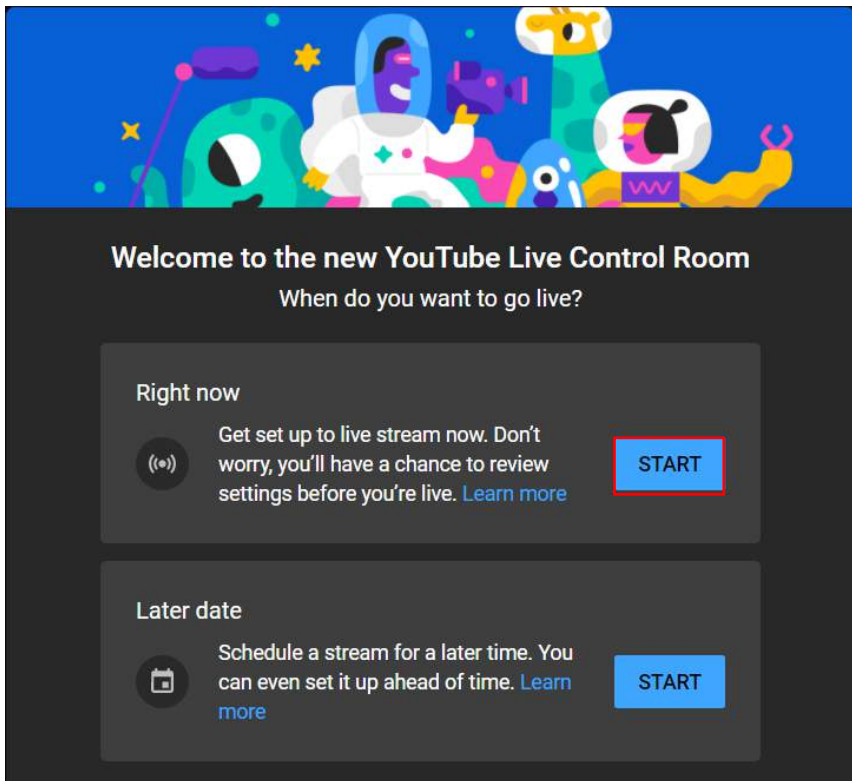 Welcome to the new YouTube Live Control Room
When do you want to go live?
Right now
Get set up to live stream now. Don't
worry, you'll have a chance to review
settings before you're live. Learn more
START
Later date
Schedule a stream for a later time. You
can even set it up ahead of time. Learn
more
START